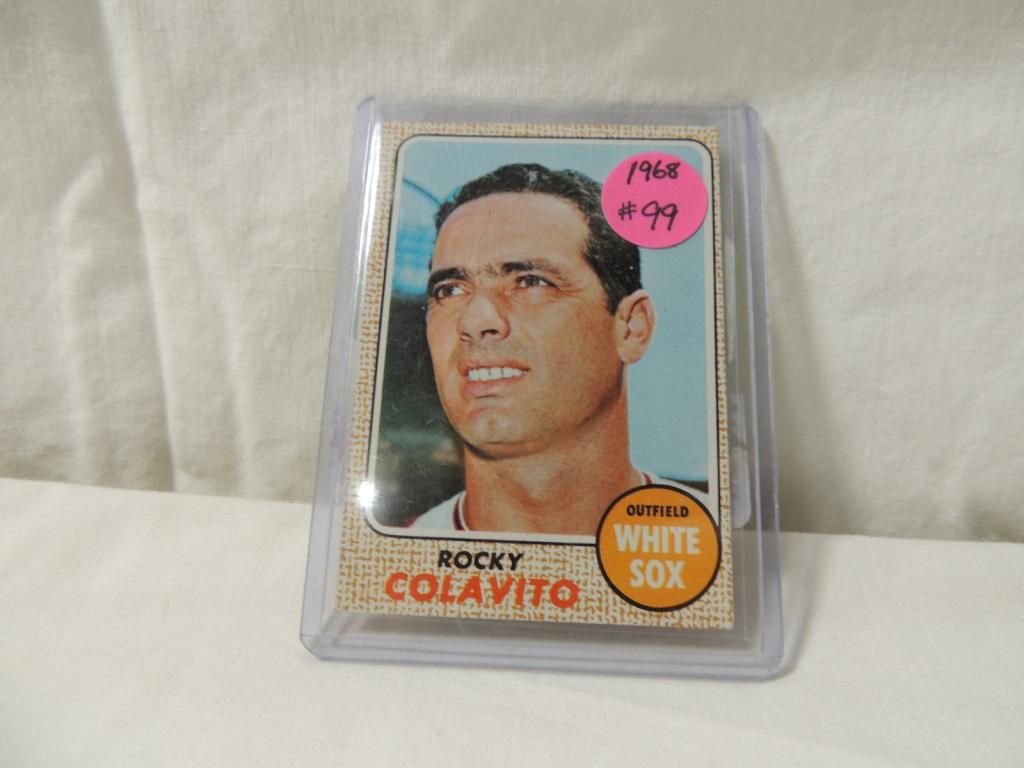 1968
#99
OUTFIELD
WHITE
SOX
ROCKY
COLAVITO